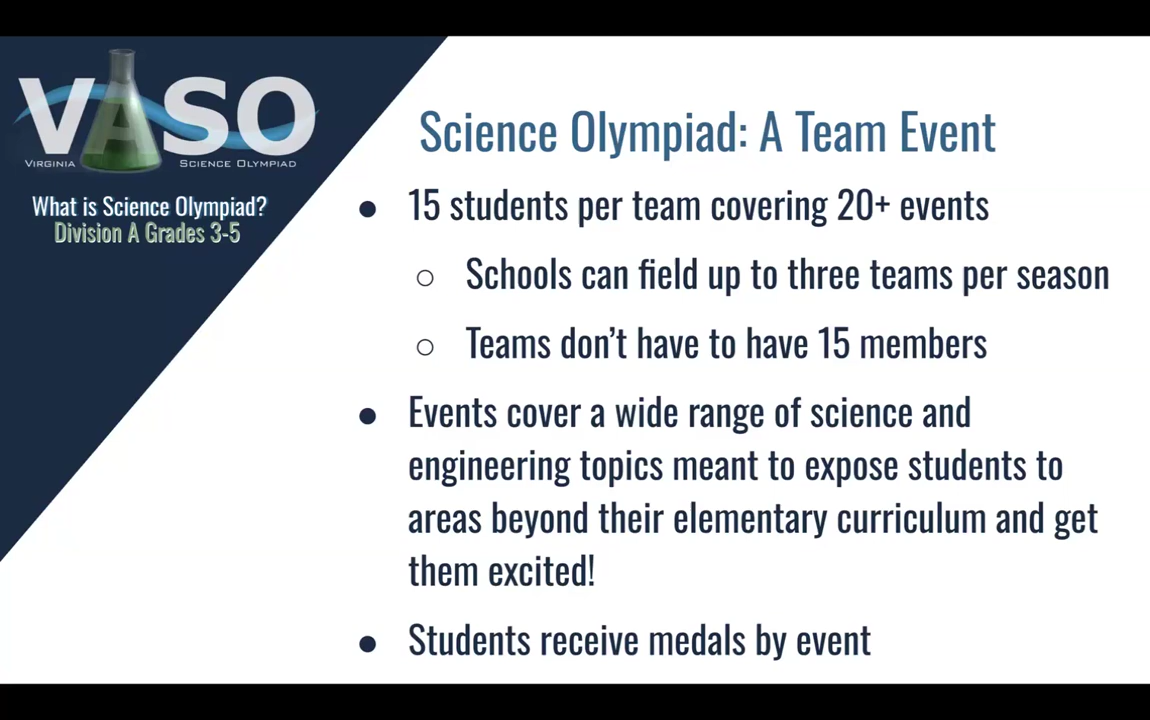 VASO
VIRGINIA SCIENCE OLYMPIAD
What is Science Olympiad?
Division A Grades 3-5
Science Olympiad: A Team Event
● 15 students per team covering 20+ events
○ Schools can field up to three teams per season
○ Teams don’t have to have 15 members
● Events cover a wide range of science and
engineering topics meant to expose students to
areas beyond their elementary curriculum and get
them excited!
● Students receive medals by event